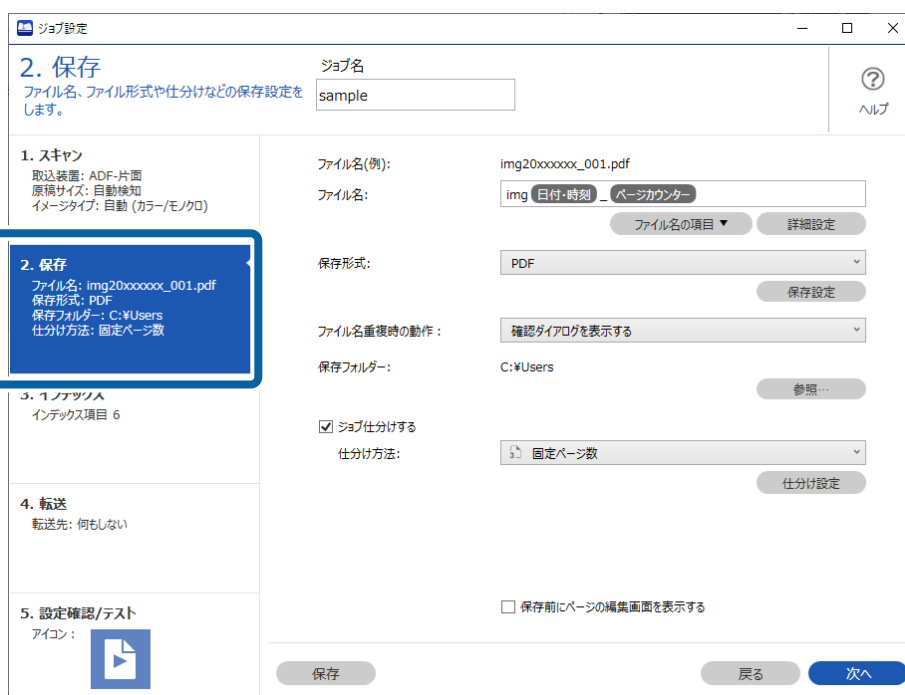 ジョブ設定
2. 保存
ファイル名、ファイル形式や仕分けなどの保存設定を
します。
ジョブ名
sample
ヘルプ
1. スキャン
取込装置: ADF-片面
原稿サイズ: 自動検知
イメージタイプ: 自動 (カラー/モノクロ)
2. 保存
ファイル名: img20xxxxxx_001.pdf
保存形式: PDF
保存フォルダー: C:¥Users
仕分け方法: 固定ページ数
3. インデックス
インデックス項目 6
4. 転送
転送先: 何もしない
5. 設定確認/テスト
アイコン :
ファイル名(例): img20xxxxxx_001.pdf
ファイル名: img 日付・時刻 _ ページカウンター
ファイル名の項目 ▼ 詳細設定
保存形式: PDF
保存設定
ファイル名重複時の動作 : 確認ダイアログを表示する
保存フォルダー: C:¥Users
参照…
ジョブ仕分けする
仕分け方法: 固定ページ数
仕分け設定
保存前にページの編集画面を表示する
保存 戻る 次へ